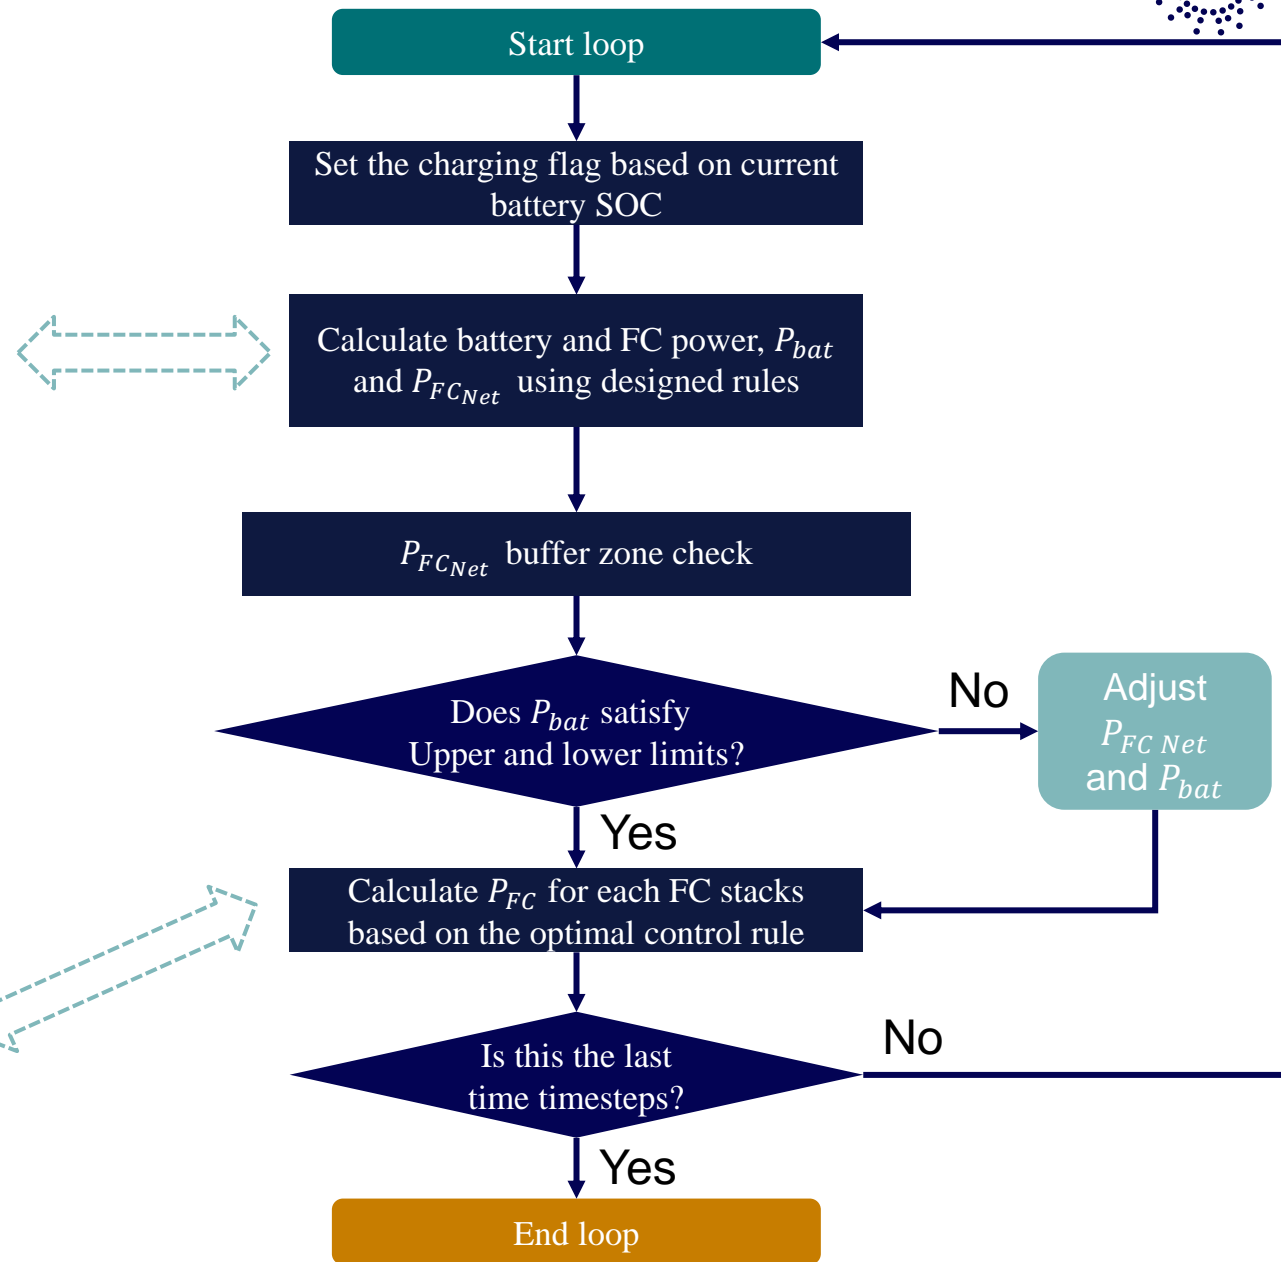 Start loop
Set the charging flag based on current
battery SOC
Calculate battery and FC power, P_bat
and P_FC_Net using designed rules
P_FC_Net buffer zone check
Does P_bat satisfy
Upper and lower limits?
No
Adjust
P_FC Net
and P_bat
Yes
Calculate P_FC for each FC stacks
based on the optimal control rule
Is this the last
time timesteps?
No
Yes
End loop